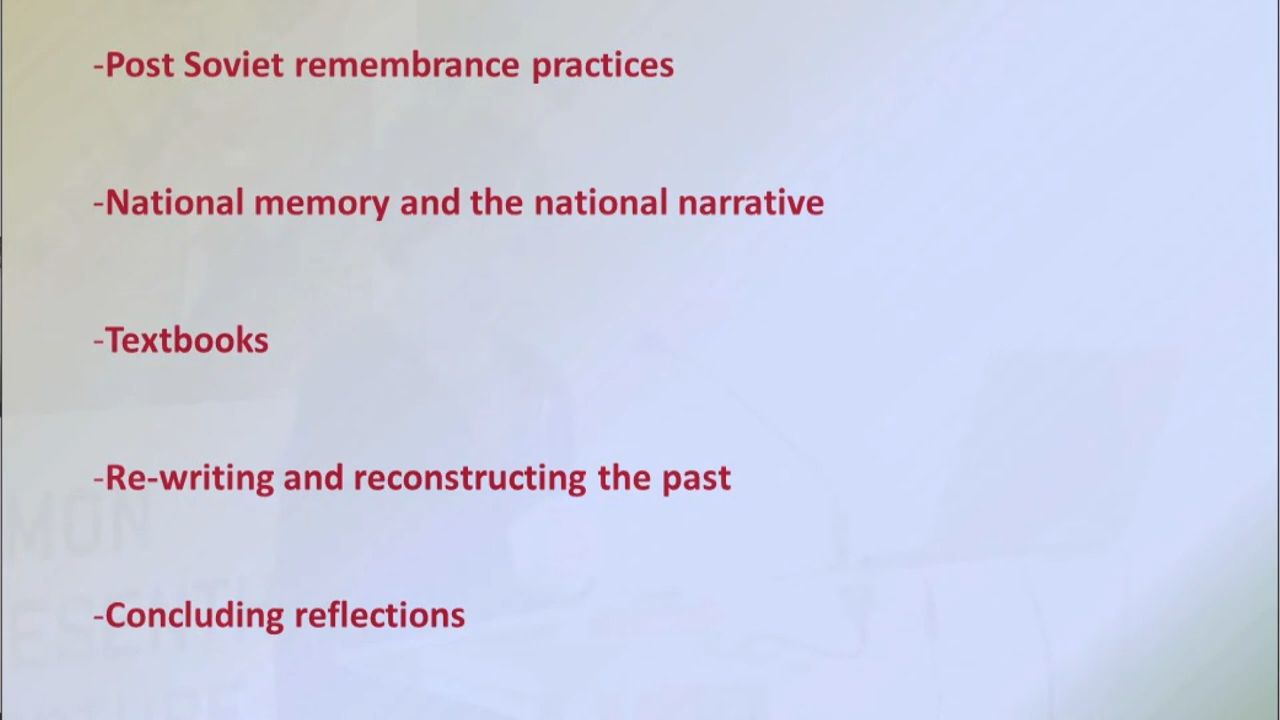 -Post Soviet remembrance practices
-National memory and the national narrative
-Textbooks
-Re-writing and reconstructing the past
-Concluding reflections